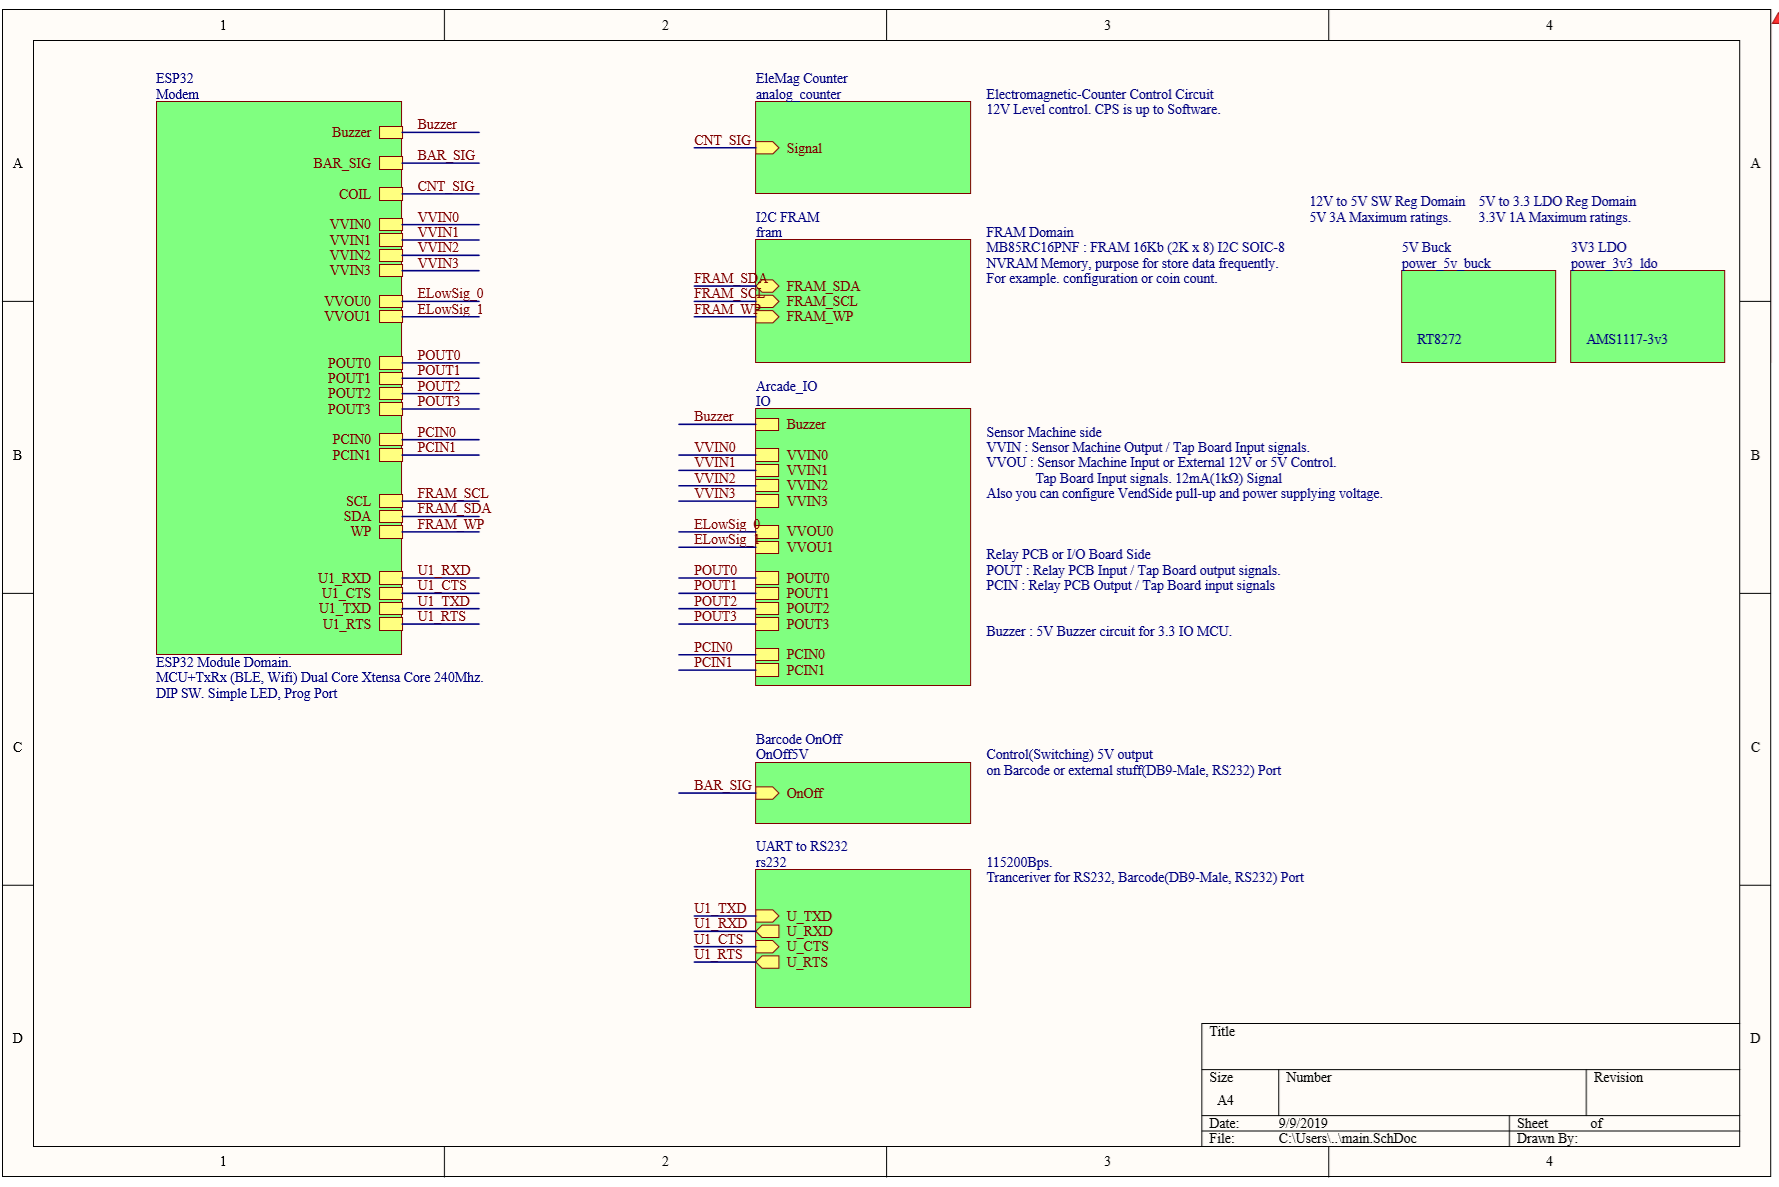 1
2
3
4
A
B
C
D
A
B
C
D
ESP32
Modem
Buzzer
Buzzer
BAR_SIG
BAR_SIG
COIL
CNT_SIG
VVIN0
VVIN0
VVIN1
VVIN1
VVIN2
VVIN2
VVIN3
VVIN3
VVOU0
ELowSig_0
VVOU1
ELowSig_1
POUT0
POUT0
POUT1
POUT1
POUT2
POUT2
POUT3
POUT3
PCIN0
PCIN0
PCIN1
PCIN1
SCL
FRAM_SCL
SDA
FRAM_SDA
WP
FRAM_WP
U1_RXD
U1_RXD
U1_CTS
U1_CTS
U1_TXD
U1_TXD
U1_RTS
U1_RTS
ESP32 Module Domain.
MCU+TxRx (BLE, Wifi) Dual Core Xtensa Core 240Mhz.
DIP SW. Simple LED, Prog Port
EleMag Counter
analog_counter
CNT_SIG
Signal
Electromagnetic-Counter Control Circuit
12V Level control. CPS is up to Software.
I2C FRAM
fram
FRAM_SDA
FRAM_SDA
FRAM_SCL
FRAM_SCL
FRAM_WP
FRAM_WP
FRAM Domain
MB85RC16PNF : FRAM 16Kb (2K x 8) I2C SOIC-8
NVRAM Memory, purpose for store data frequently.
For example. configuration or coin count.
12V to 5V SW Reg Domain
5V 3A Maximum ratings.
5V to 3.3 LDO Reg Domain
3.3V 1A Maximum ratings.
5V Buck
power_5v_buck
RT8272
3V3 LDO
power_3v3_ldo
AMS1117-3v3
Arcade_IO
IO
Buzzer
Buzzer
VVIN0
VVIN0
VVIN1
VVIN1
VVIN2
VVIN2
VVIN3
VVIN3
ELowSig_0
VVOU0
ELowSig_1
VVOU1
POUT0
POUT0
POUT1
POUT1
POUT2
POUT2
POUT3
POUT3
PCIN0
PCIN0
PCIN1
PCIN1
Sensor Machine side
VVIN : Sensor Machine Output / Tap Board Input signals.
VVOU : Sensor Machine Input or External 12V or 5V Control.
Tap Board Input signals. 12mA(1kΩ) Signal
Also you can configure VendSide pull-up and power supplying voltage.
Relay PCB or I/O Board Side
POUT : Relay PCB Input / Tap Board output signals.
PCIN : Relay PCB Output / Tap Board input signals
Buzzer : 5V Buzzer circuit for 3.3 IO MCU.
Barcode OnOff
OnOff5V
BAR_SIG
OnOff
Control(Switching) 5V output
on Barcode or external stuff(DB9-Male, RS232) Port
UART to RS232
rs232
U1_TXD
U_TXD
U1_RXD
U_RXD
U1_CTS
U_CTS
U1_RTS
U_RTS
115200Bps.
Tranceriver for RS232, Barcode(DB9-Male, RS232) Port
Title
Size
Number
Revision
A4
Date:
9/9/2019
Sheet of
File:
C:\Users\..\main.SchDoc
Drawn By:
1
2
3
4